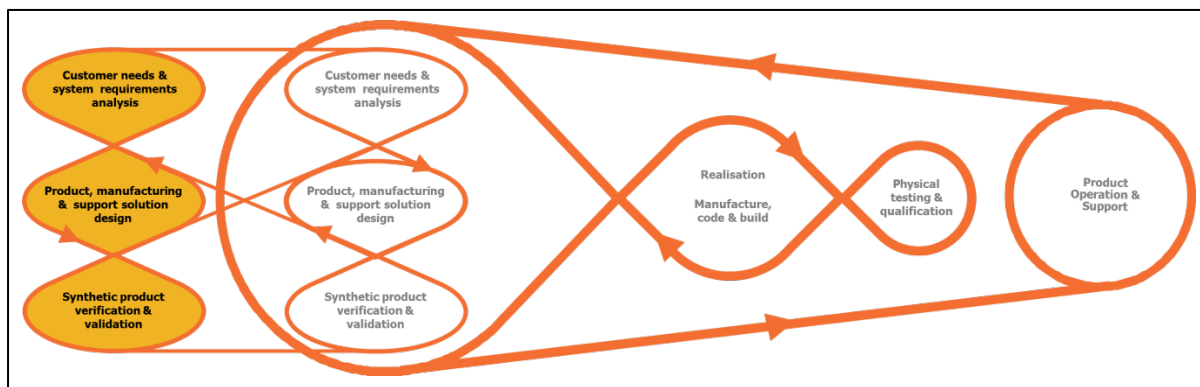 Customer needs &
system requirements
analysis
Product, manufacturing
& support solution
design
Synthetic product
verification &
validation
Customer needs &
system requirements
analysis
Product, manufacturing
& support solution
design
Synthetic product
verification &
validation
Realisation
Manufacture,
code & build
Physical
testing &
qualification
Product
Operation &
Support